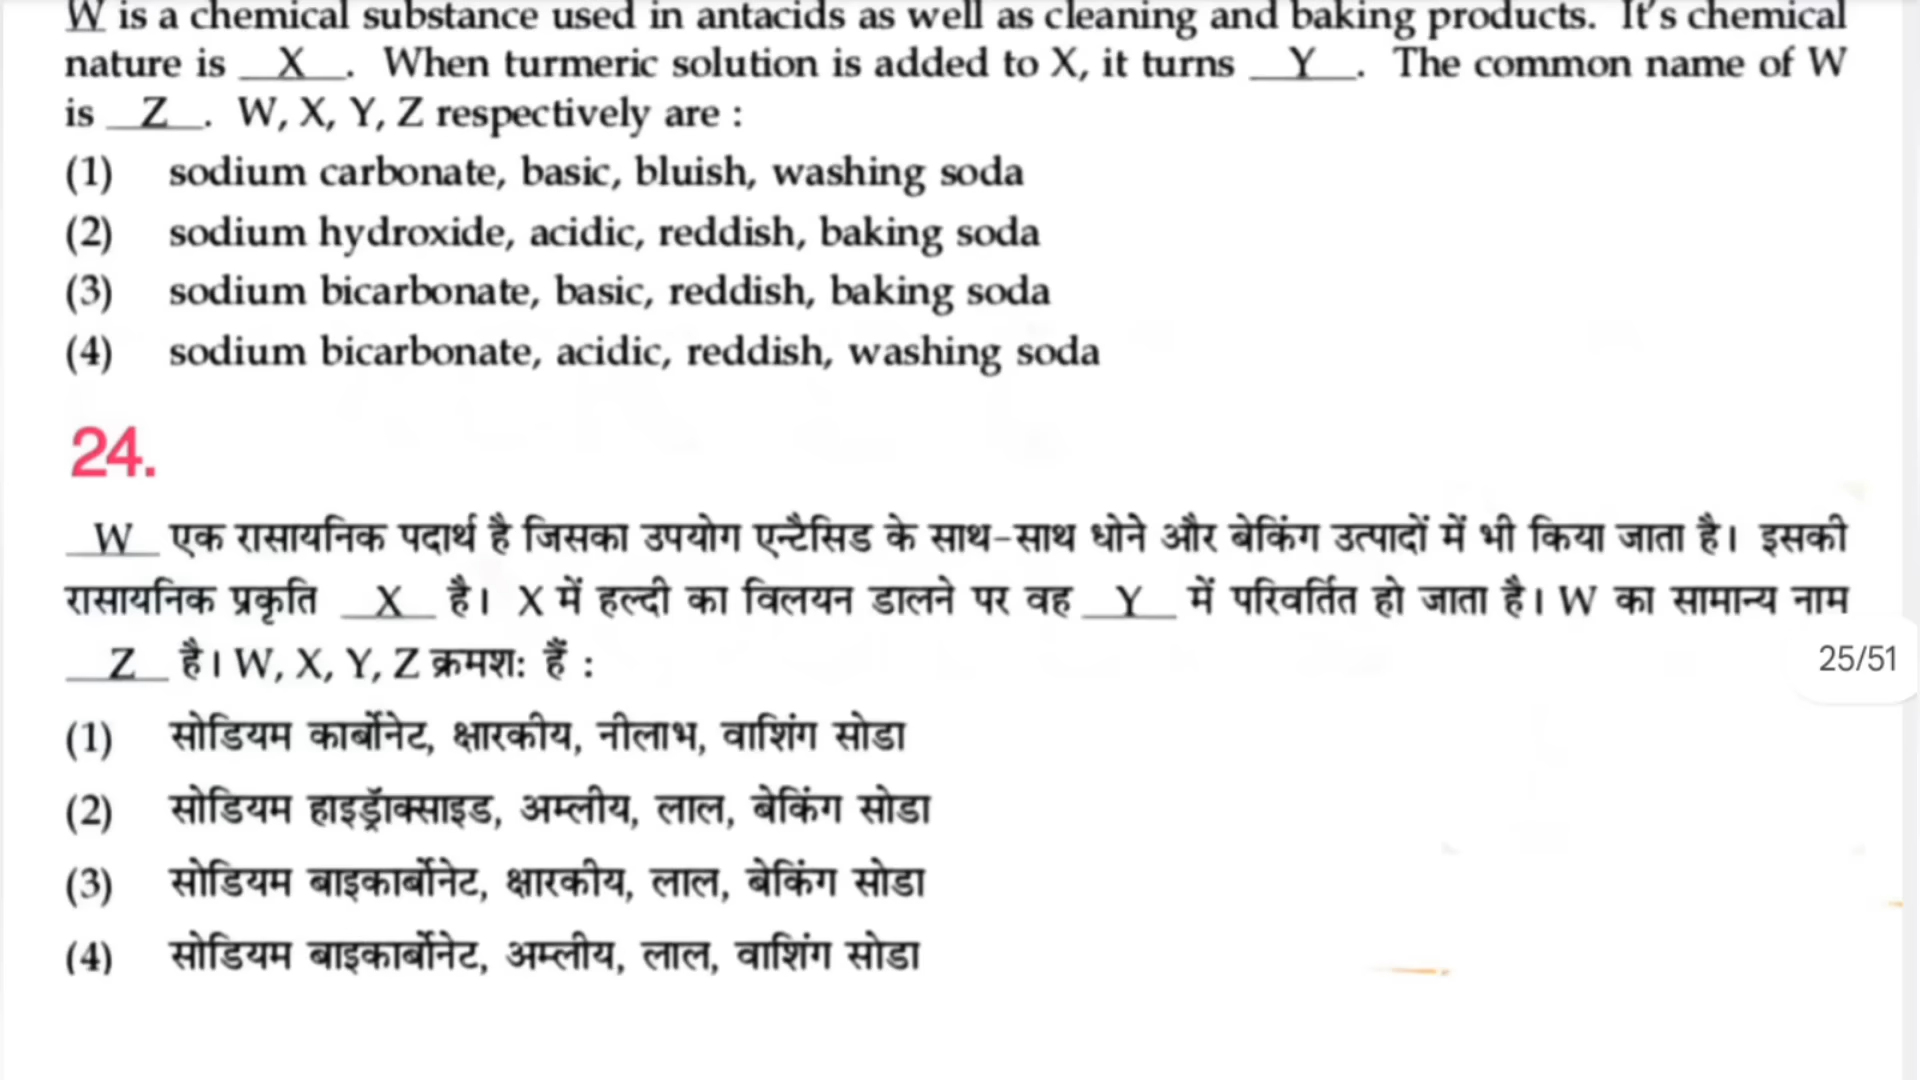 W is a chemical substance used in antacids as well as cleaning and baking products. It's chemical
nature is X. When turmeric solution is added to X, it turns Y. The common name of W
is Z. W, X, Y, Z respectively are :
(1) sodium carbonate, basic, bluish, washing soda
(2) sodium hydroxide, acidic, reddish, baking soda
(3) sodium bicarbonate, basic, reddish, baking soda
(4) sodium bicarbonate, acidic, reddish, washing soda
24.
W एक रासायनिक पदार्थ है जिसका उपयोग एन्टैसिड के साथ-साथ धोने और बेकिंग उत्पादों में भी किया जाता है। इसकी
रासायनिक प्रकृति X है। X में हल्दी का विलयन डालने पर वह Y में परिवर्तित हो जाता है। W का सामान्य नाम
Z है। W, X, Y, Z क्रमश: हैं :
25/51
(1) सोडियम कार्बोनेट, क्षारकीय, नीलाभ, वाशिंग सोडा
(2) सोडियम हाइड्रॉक्साइड, अम्लीय, लाल, बेकिंग सोडा
(3) सोडियम बाइकार्बोनेट, क्षारकीय, लाल, बेकिंग सोडा
(4) सोडियम बाइकार्बोनेट, अम्लीय, लाल, वाशिंग सोडा